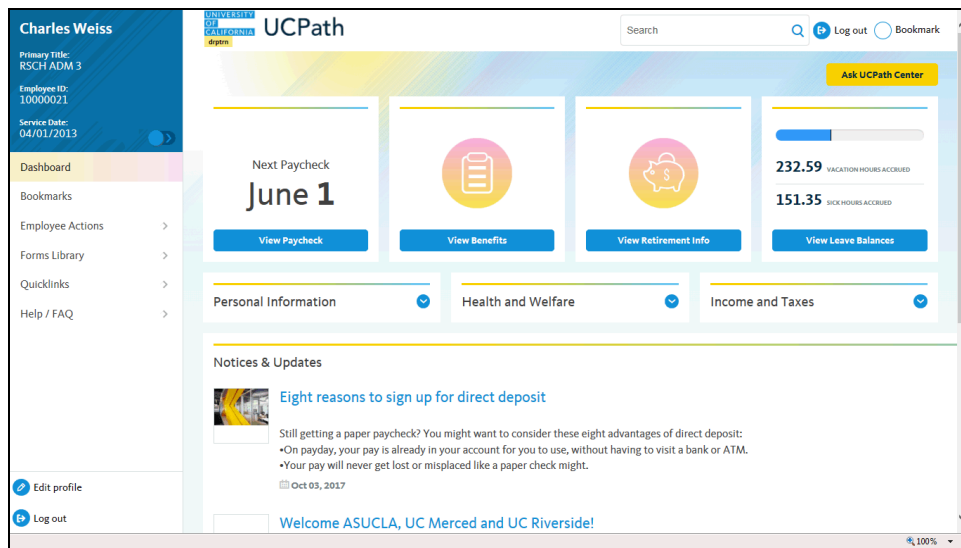 Charles Weiss
Primary Title:
RSCH ADM 3
Employee ID:
10000021
Service Date:
04/01/2013
Dashboard
Bookmarks
Employee Actions
Forms Library
Quicklinks
Help / FAQ
Edit profile
Log out
UNIVERSITY
OF
CALIFORNIA
drptrn
UCPath
Search
Log out
Bookmark
Ask UCPath Center
Next Paycheck
June 1
View Paycheck
View Benefits
$
View Retirement Info
232.59 VACATION HOURS ACCRUED
151.35 SICK HOURS ACCRUED
View Leave Balances
Personal Information
Health and Welfare
Income and Taxes
Notices & Updates
Eight reasons to sign up for direct deposit
Still getting a paper paycheck? You might want to consider these eight advantages of direct deposit:
•On payday, your pay is already in your account for you to use, without having to visit a bank or ATM.
•Your pay will never get lost or misplaced like a paper check might.
Oct 03, 2017
Welcome ASUCLA, UC Merced and UC Riverside!
100%